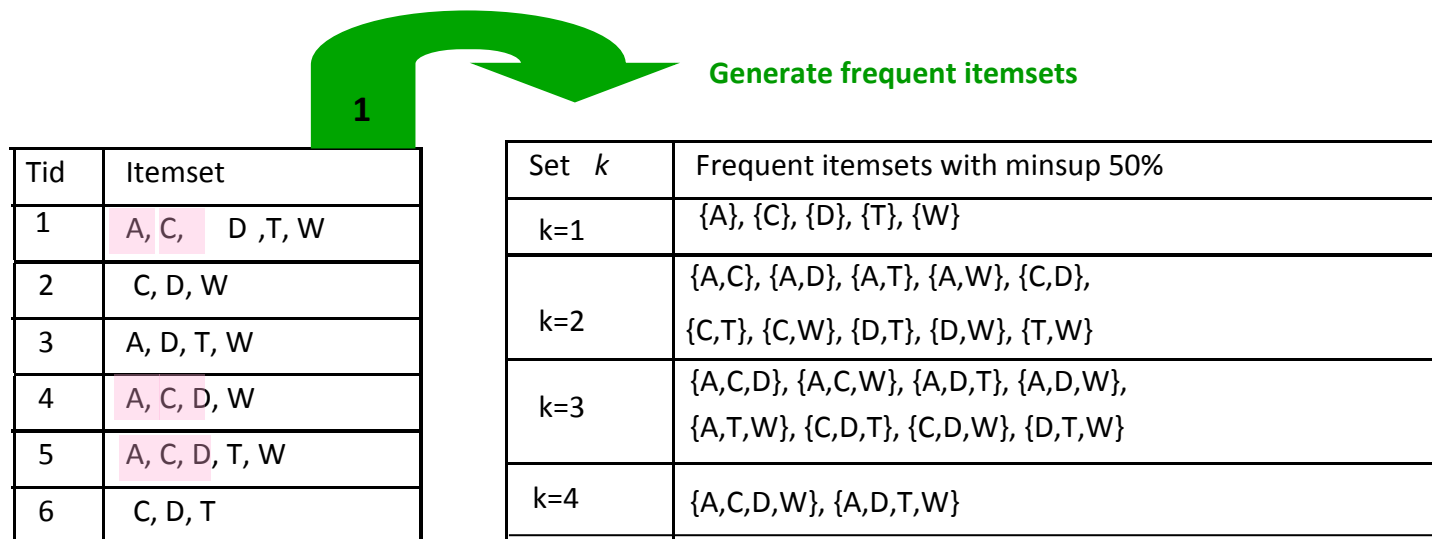 Generate frequent itemsets
1
Tid Itemset
1 A, C, D ,T, W
2 C, D, W
3 A, D, T, W
4 A, C, D, W
5 A, C, D, T, W
6 C, D, T
Set k Frequent itemsets with minsup 50%
k=1 {A}, {C}, {D}, {T}, {W}
k=2 {A,C}, {A,D}, {A,T}, {A,W}, {C,D},
{C,T}, {C,W}, {D,T}, {D,W}, {T,W}
k=3 {A,C,D}, {A,C,W}, {A,D,T}, {A,D,W},
{A,T,W}, {C,D,T}, {C,D,W}, {D,T,W}
k=4 {A,C,D,W}, {A,D,T,W}